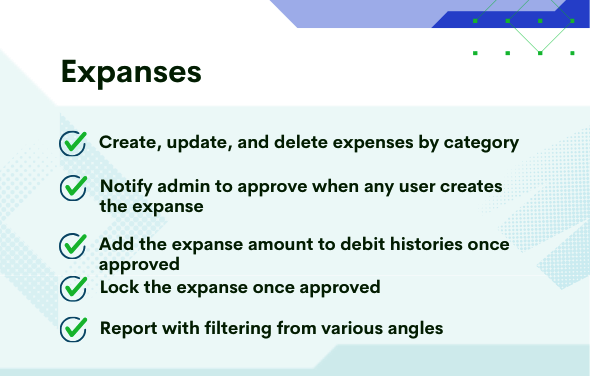 Expanses
Create, update, and delete expenses by category
Notify admin to approve when any user creates
the expanse
Add the expanse amount to debit histories once
approved
Lock the expanse once approved
Report with filtering from various angles